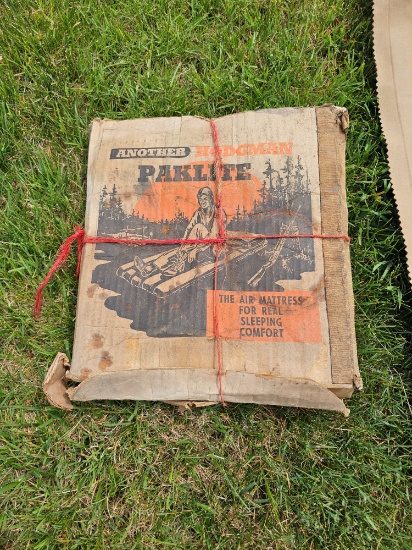 ANOTHER HODGMAN
PAKLITE
THE AIR MATTRESS
FOR REAL
SLEEPING
COMFORT